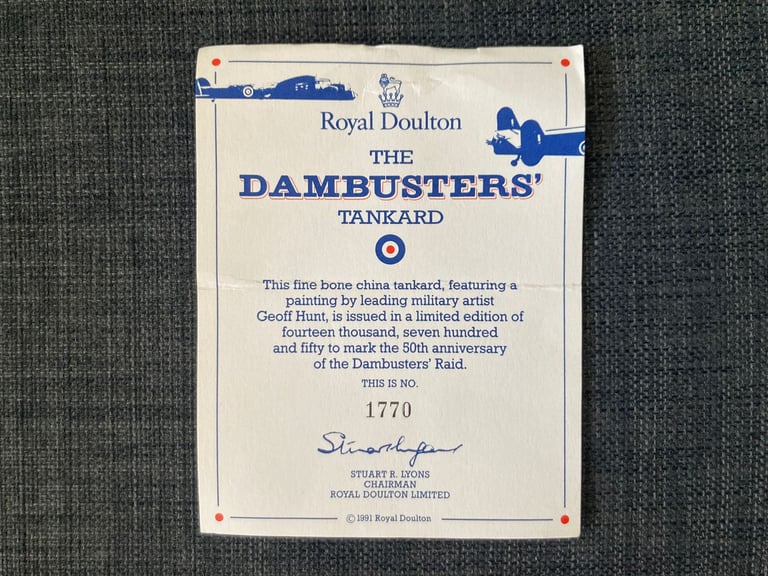 Royal Doulton
THE
DAMBUSTERS'
TANKARD
This fine bone china tankard, featuring a
painting by leading military artist
Geoff Hunt, is issued in a limited edition of
fourteen thousand, seven hundred
and fifty to mark the 50th anniversary
of the Dambusters' Raid.
THIS IS NO.
1770
STUART R. LYONS
CHAIRMAN
ROYAL DOULTON LIMITED
© 1991 Royal Doulton